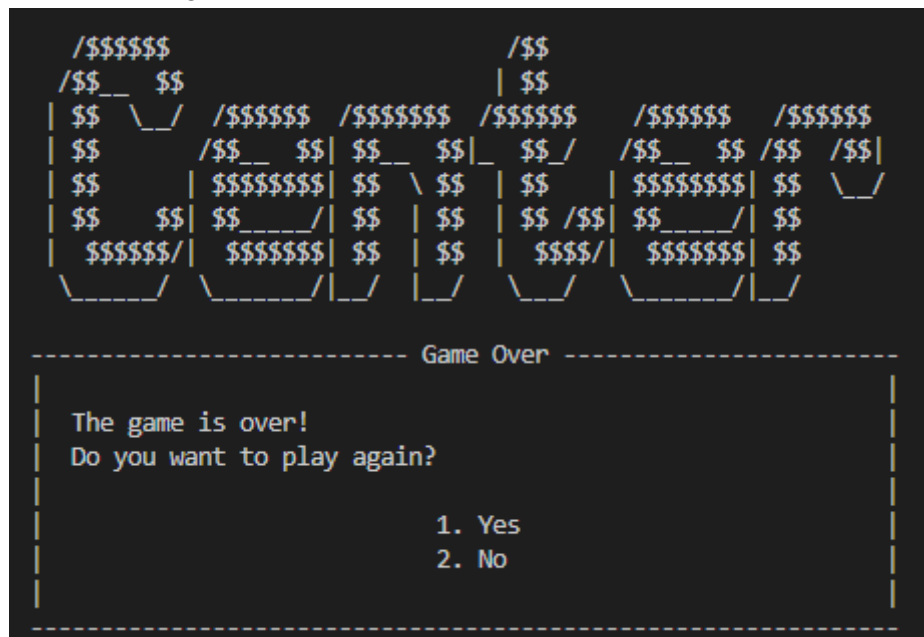 Center
Game Over
The game is over!
Do you want to play again?
1. Yes
2. No